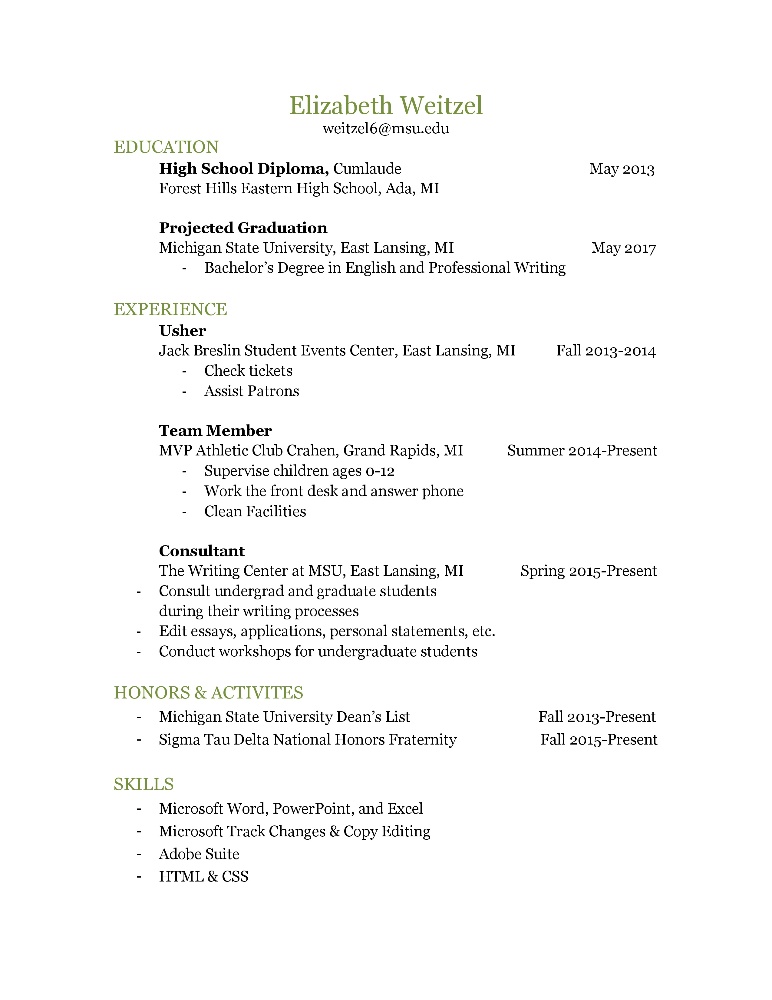 Elizabeth Weitzel
weitzel6@msu.edu
EDUCATION
High School Diploma, Cumlaude May 2013
Forest Hills Eastern High School, Ada, MI
Projected Graduation
Michigan State University, East Lansing, MI May 2017
- Bachelor's Degree in English and Professional Writing
EXPERIENCE
Usher
Jack Breslin Student Events Center, East Lansing, MI Fall 2013-2014
- Check tickets
- Assist Patrons
Team Member
MVP Athletic Club Crahen, Grand Rapids, MI Summer 2014-Present
- Supervise children ages 0-12
- Work the front desk and answer phone
- Clean Facilities
Consultant
The Writing Center at MSU, East Lansing, MI Spring 2015-Present
- Consult undergrad and graduate students
during their writing processes
- Edit essays, applications, personal statements, etc.
- Conduct workshops for undergraduate students
HONORS & ACTIVITES
- Michigan State University Dean's List Fall 2013-Present
- Sigma Tau Delta National Honors Fraternity Fall 2015-Present
SKILLS
- Microsoft Word, PowerPoint, and Excel
- Microsoft Track Changes & Copy Editing
- Adobe Suite
- HTML & CSS